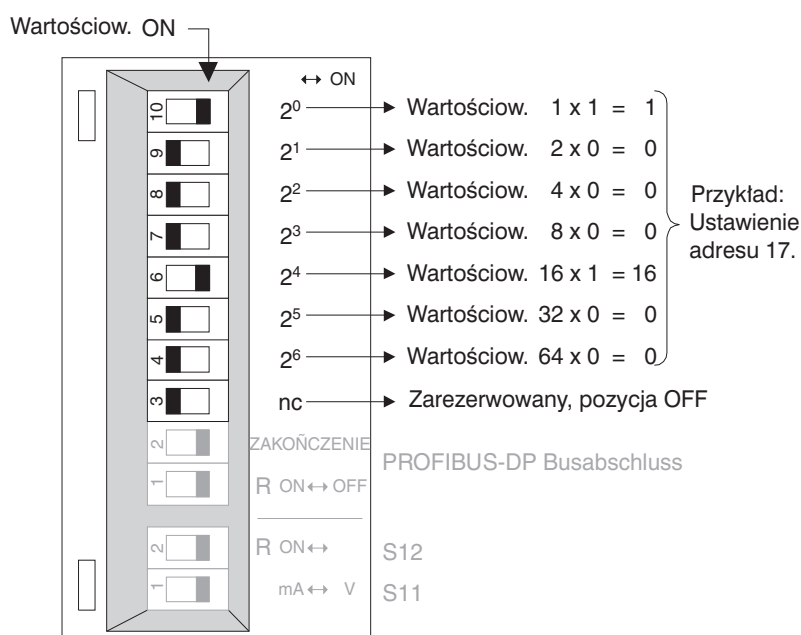 Wartościow. ON
↔ ON
10 2⁰ Wartościow. 1 x 1 = 1
9 2¹ Wartościow. 2 x 0 = 0
8 2² Wartościow. 4 x 0 = 0
7 2³ Wartościow. 8 x 0 = 0
6 2⁴ Wartościow. 16 x 1 = 16
5 2⁵ Wartościow. 32 x 0 = 0
4 2⁶ Wartościow. 64 x 0 = 0
Przykład:
Ustawienie
adresu 17.
3 nc Zarezerwowany, pozycja OFF
2 ZAKOÑCZENIE
PROFIBUS-DP Busabschluss
1 R ON ↔ OFF
2 R ON ↔ S12
1 mA ↔ V S11